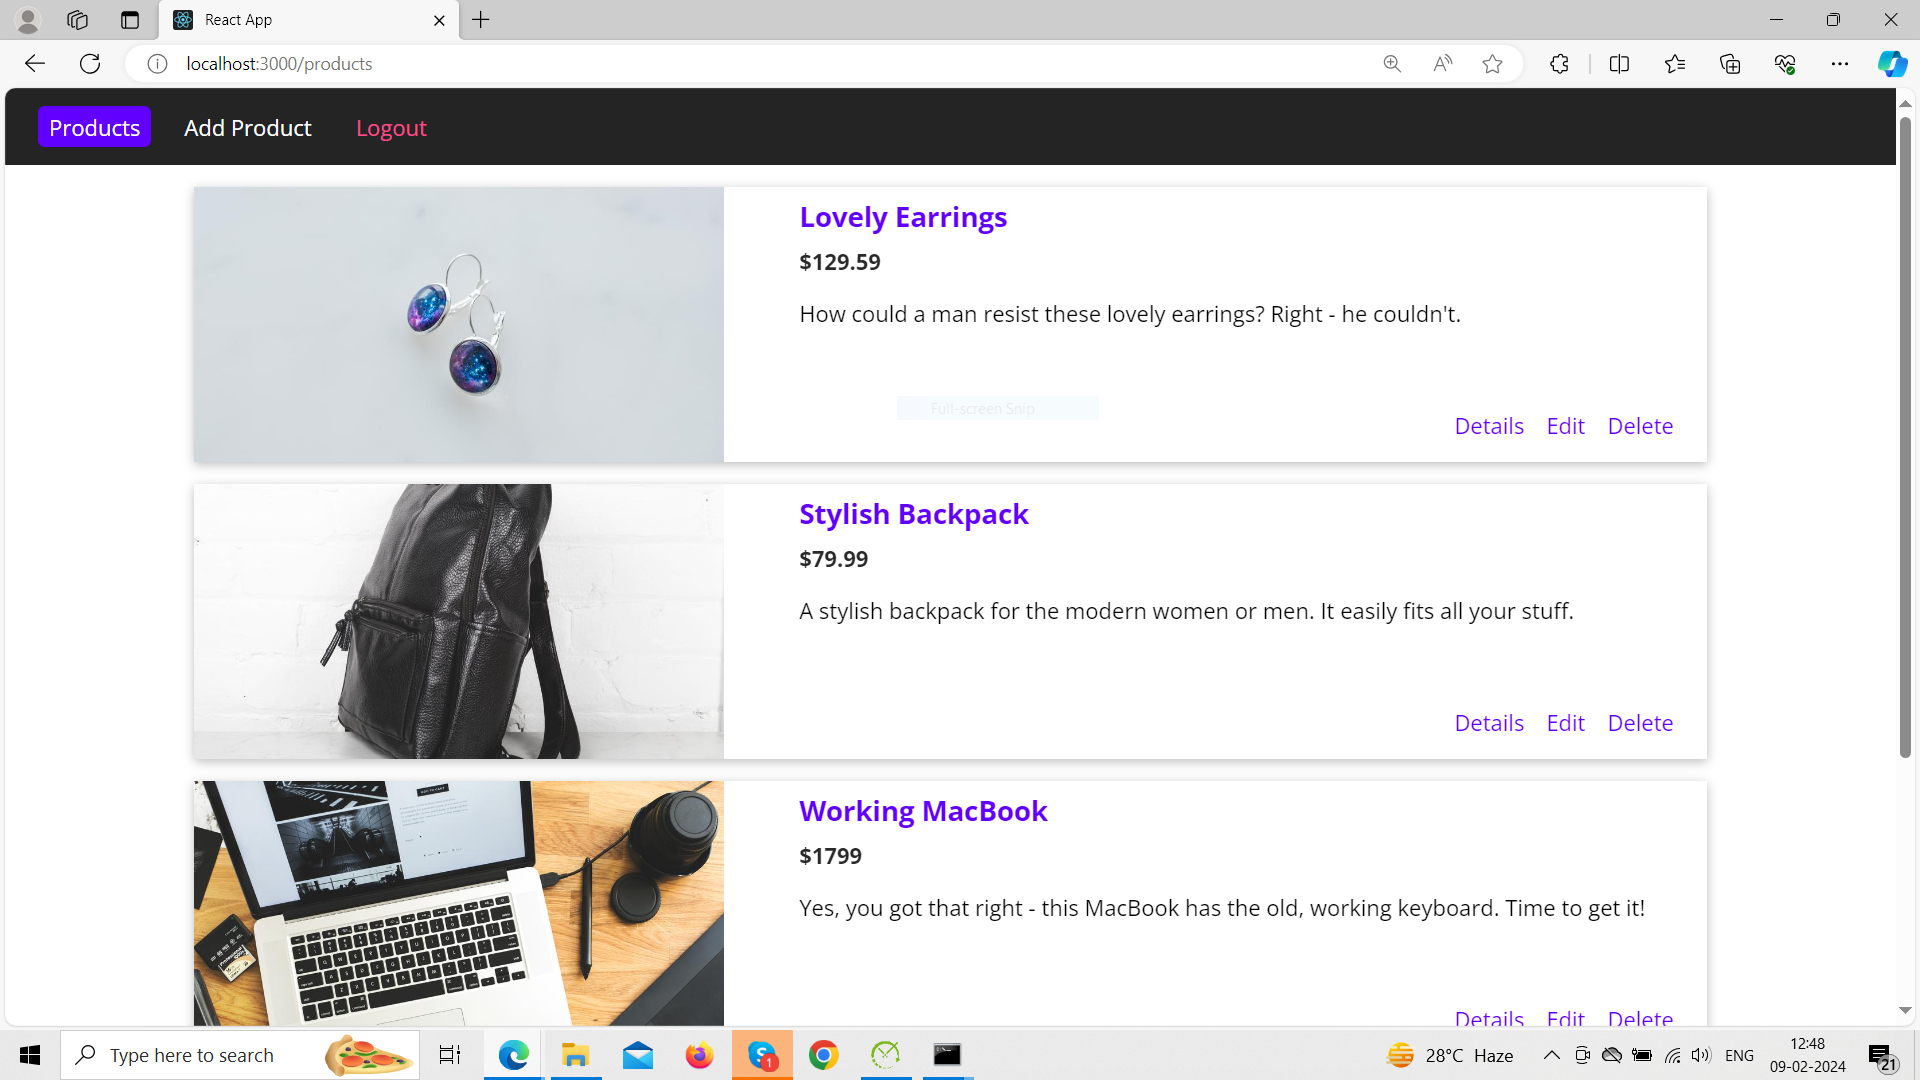 React App
localhost:3000/products
Products Add Product Logout
Lovely Earrings
$129.59
How could a man resist these lovely earrings? Right - he couldn't.
Full-screen Snip
Details Edit Delete
Stylish Backpack
$79.99
A stylish backpack for the modern women or men. It easily fits all your stuff.
Details Edit Delete
Working MacBook
$1799
Yes, you got that right - this MacBook has the old, working keyboard. Time to get it!
Details Edit Delete
Type here to search
1
28°C Haze
ENG
12:48
09-02-2024
21